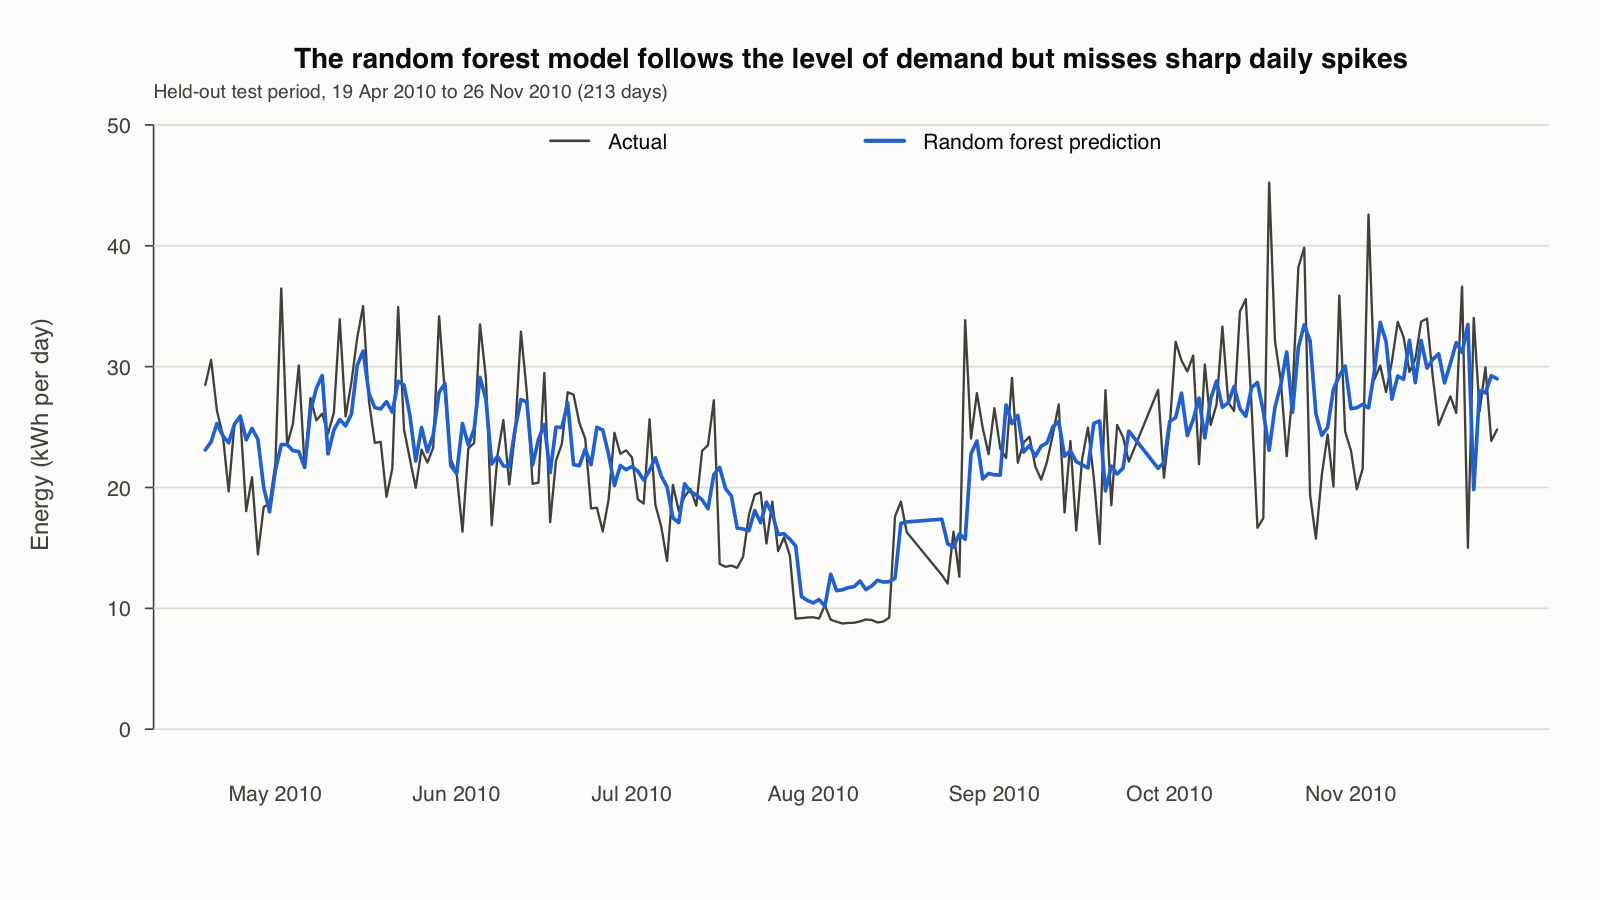 The random forest model follows the level of demand but misses sharp daily spikes
Held-out test period, 19 Apr 2010 to 26 Nov 2010 (213 days)
Actual
Random forest prediction
Energy (kWh per day)
50
40
30
20
10
0
May 2010
Jun 2010
Jul 2010
Aug 2010
Sep 2010
Oct 2010
Nov 2010